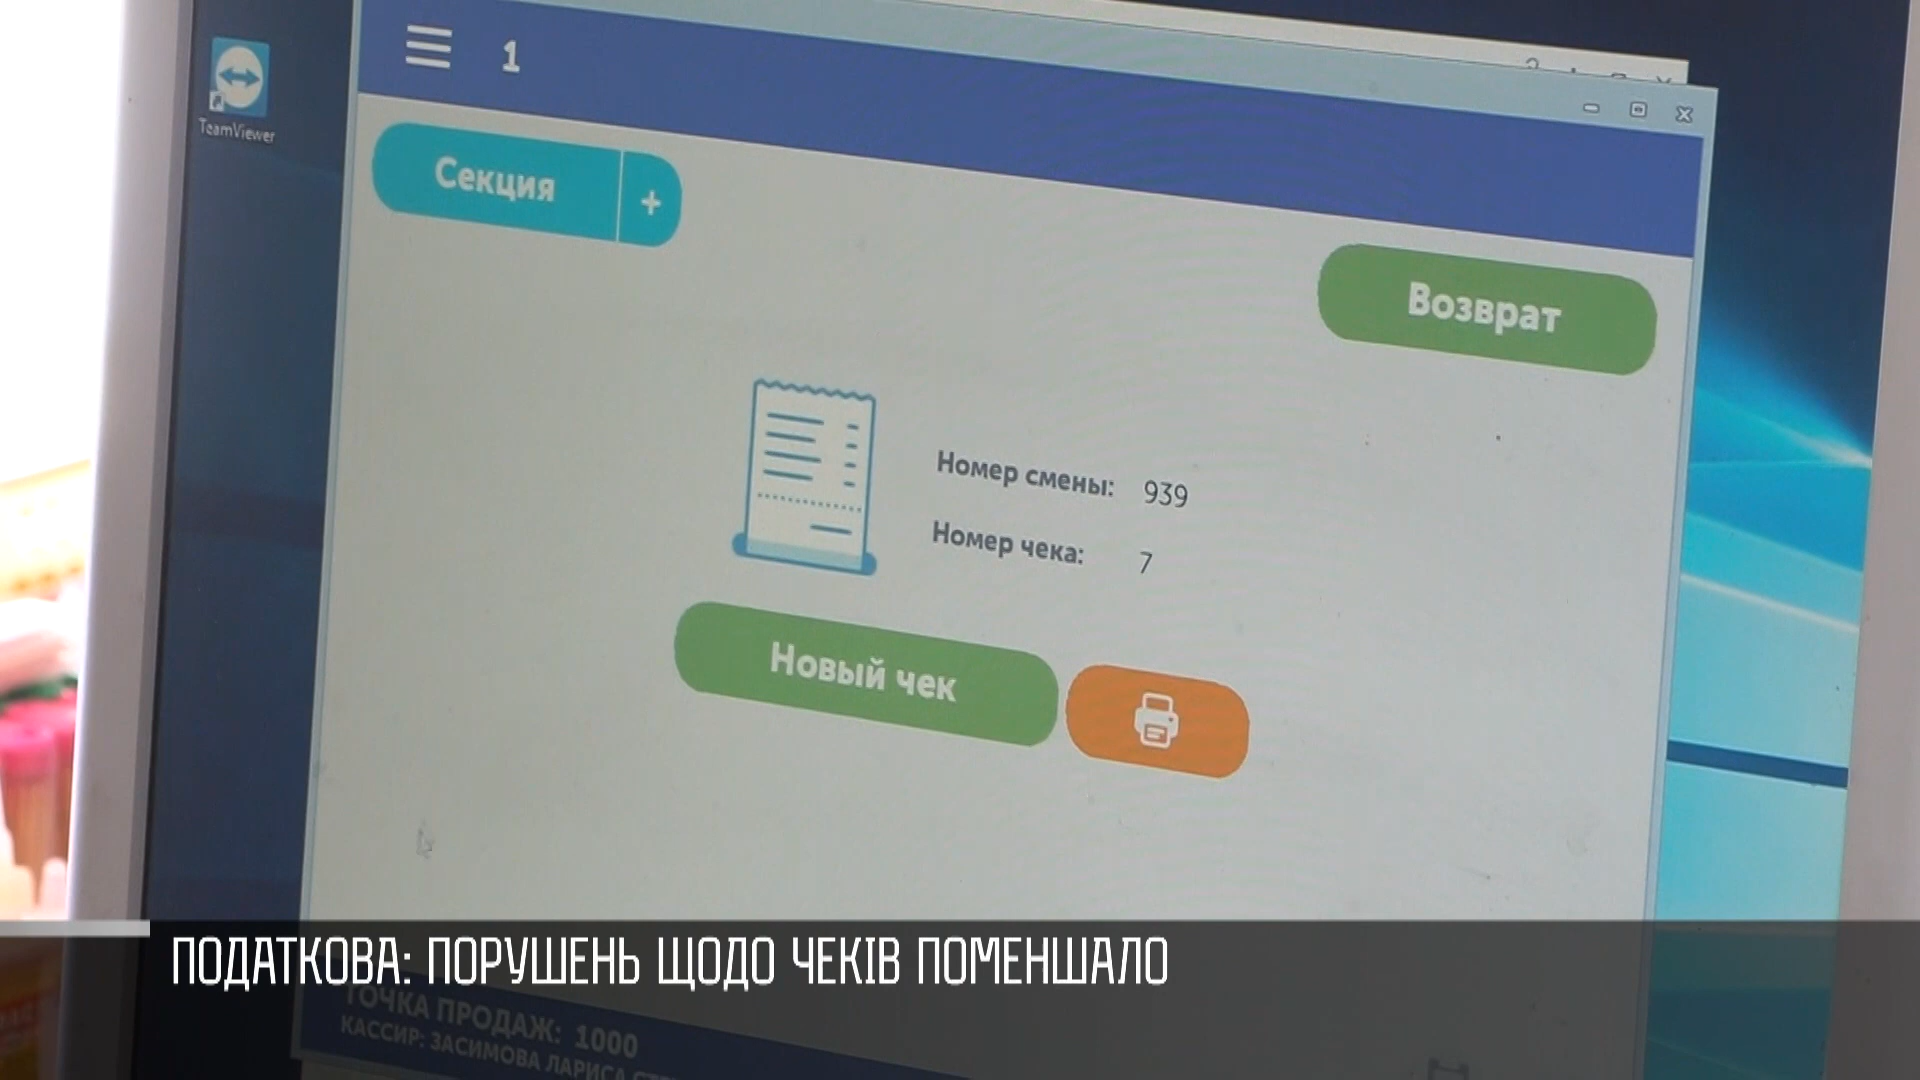 1
TeamViewer
Секция +
Возврат
Номер смены: 939
Номер чека: 7
Новый чек
ПОДАТКОВА: ПОРУШЕНЬ ЩОДО ЧЕКІВ ПОМЕНШАЛО
ТОЧКА ПРОДАЖ: 1000
КАССИР: ЗАСИМОВА ЛАРИСА